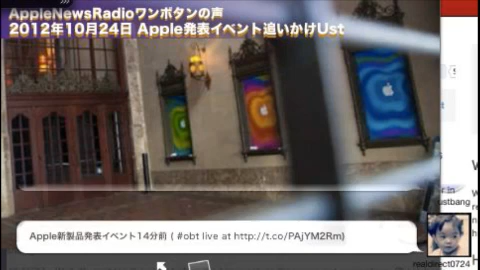 AppleNewsRadioワンボタンの声
2012年10月24日 Apple発表イベント追いかけUst
Apple新製品発表イベント14分前 ( #obt live at http://t.co/PAjYM2Rm)
ustbang
realdirect0724